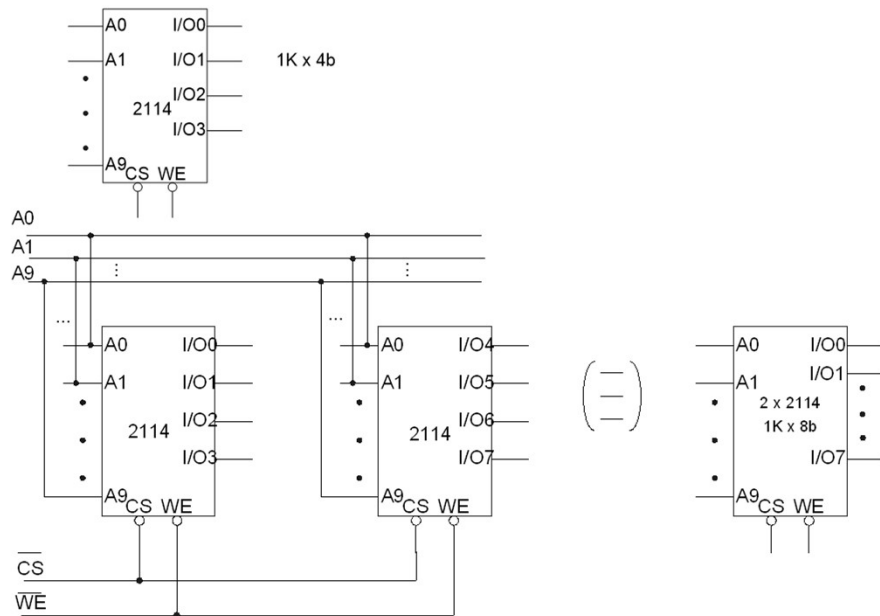 A0 I/O0
A1 I/O1 1K x 4b
I/O2
2114
I/O3
A9
CS WE
A0
A1
A9
A0 I/O0
A1 I/O1
I/O2
2114
I/O3
A9
CS WE
A0 I/O4
A1 I/O5
I/O6
2114
I/O7
A9
CS WE
A0 I/O0
I/O1
A1
2 x 2114
1K x 8b
I/O7
A9
CS WE
C̅S̅
W̅E̅